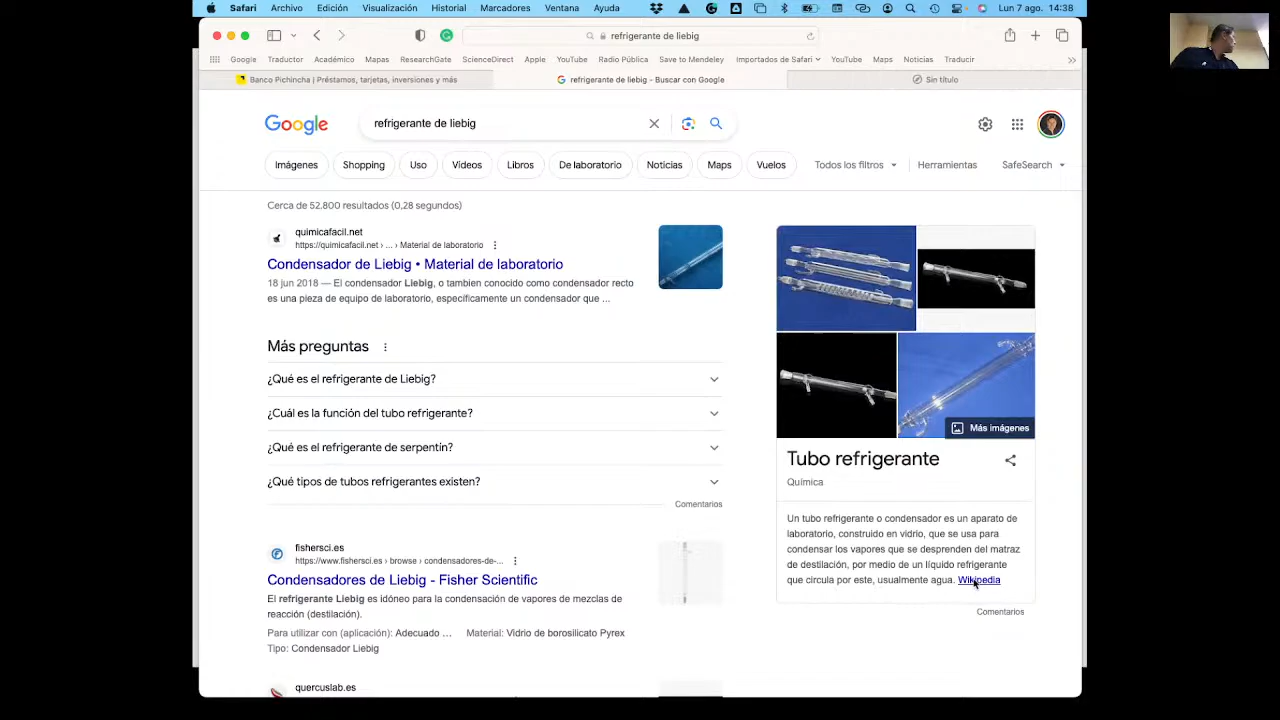 Safari Archivo Edición Visualización Historial Marcadores Ventana Ayuda Lun 7 ago. 14:38
refrigerante de liebig
Google Traductor Académico Mapas ResearchGate ScienceDirect Apple YouTube Radio Pública Save to Mendeley Importados de Safari YouTube Maps Noticias Traducir
Banco Pichincha | Préstamos, tarjetas, inversiones y más
refrigerante de liebig - Buscar con Google
Sin título
Google
refrigerante de liebig
Imágenes Shopping Uso Vídeos Libros De laboratorio Noticias Maps Vuelos Todos los filtros Herramientas SafeSearch
Cerca de 52.800 resultados (0,28 segundos)
quimicafacil.net
https://quimicafacil.net › ... › Material de laboratorio
Condensador de Liebig • Material de laboratorio
18 jun 2018 — El condensador Liebig, o tambien conocido como condensador recto
es una pieza de equipo de laboratorio, específicamente un condensador que ...
Más preguntas
¿Qué es el refrigerante de Liebig?
¿Cuál es la función del tubo refrigerante?
¿Qué es el refrigerante de serpentín?
¿Qué tipos de tubos refrigerantes existen?
Comentarios
fishersci.es
https://www.fishersci.es › browse › condensadores-de-...
Condensadores de Liebig - Fisher Scientific
El refrigerante Liebig es idóneo para la condensación de vapores de mezclas de
reacción (destilación).
Para utilizar con (aplicación): Adecuado ... Material: Vidrio de borosilicato Pyrex
Tipo: Condensador Liebig
quercuslab.es
Más imágenes
Tubo refrigerante
Química
Un tubo refrigerante o condensador es un aparato de
laboratorio, construido en vidrio, que se usa para
condensar los vapores que se desprenden del matraz
de destilación, por medio de un líquido refrigerante
que circula por este, usualmente agua. Wikipedia
Comentarios